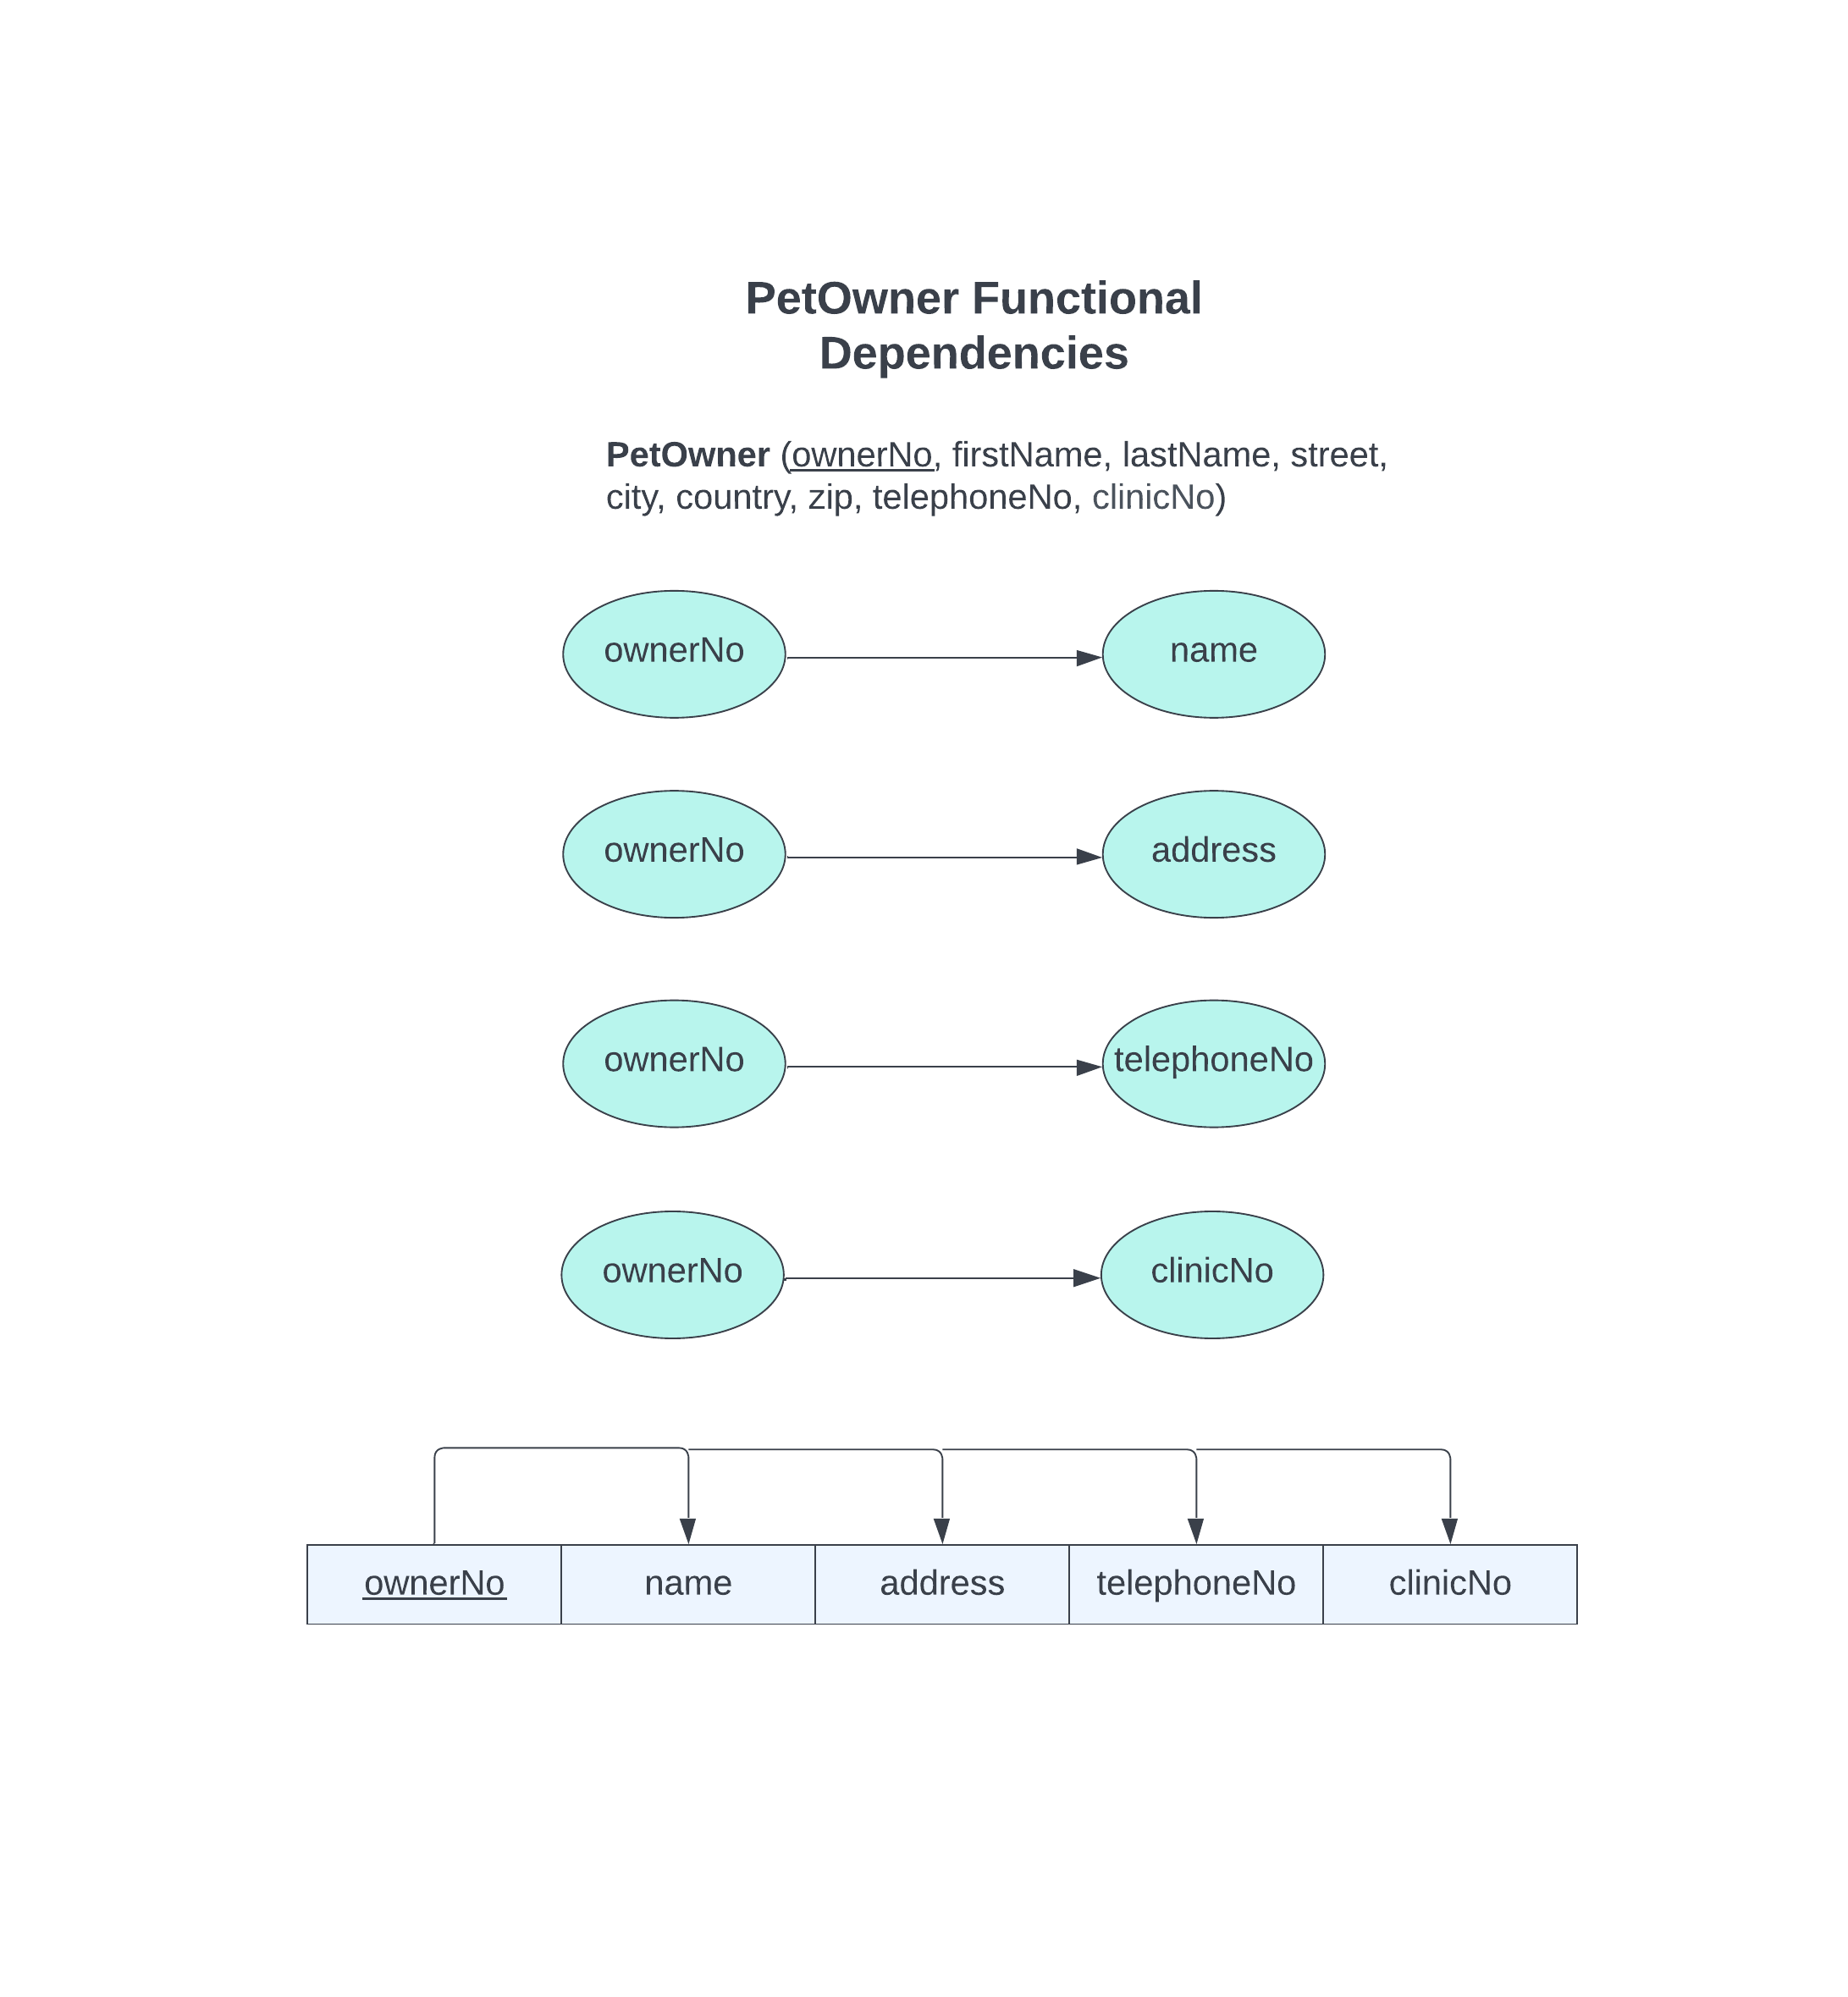 PetOwner Functional
Dependencies
PetOwner (ownerNo, firstName, lastName, street,
city, country, zip, telephoneNo, clinicNo)
ownerNo
name
ownerNo
address
ownerNo
telephoneNo
ownerNo
clinicNo
ownerNo
name
address
telephoneNo
clinicNo